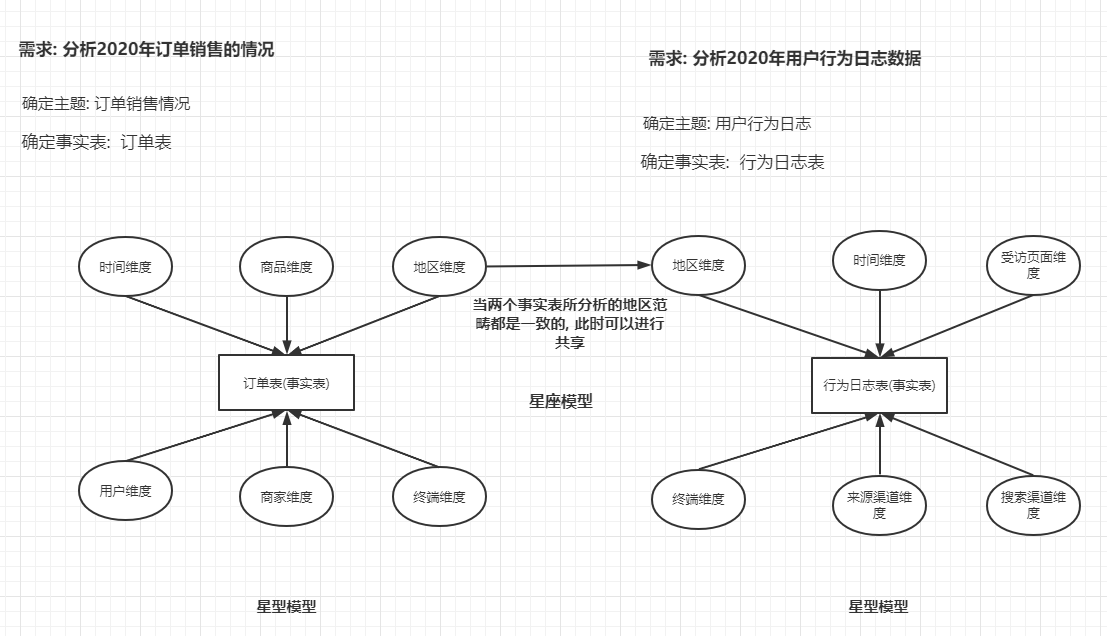 需求: 分析2020年订单销售的情况
确定主题: 订单销售情况
确定事实表: 订单表
需求: 分析2020年用户行为日志数据
确定主题: 用户行为日志
确定事实表: 行为日志表
时间维度
商品维度
地区维度
地区维度
时间维度
受访页面维
度
当两个事实表所分析的地区范
畴都是一致的, 此时可以进行
共享
订单表(事实表)
星座模型
行为日志表(事实表)
用户维度
商家维度
终端维度
终端维度
来源渠道维
度
搜索渠道维
度
星型模型
星型模型